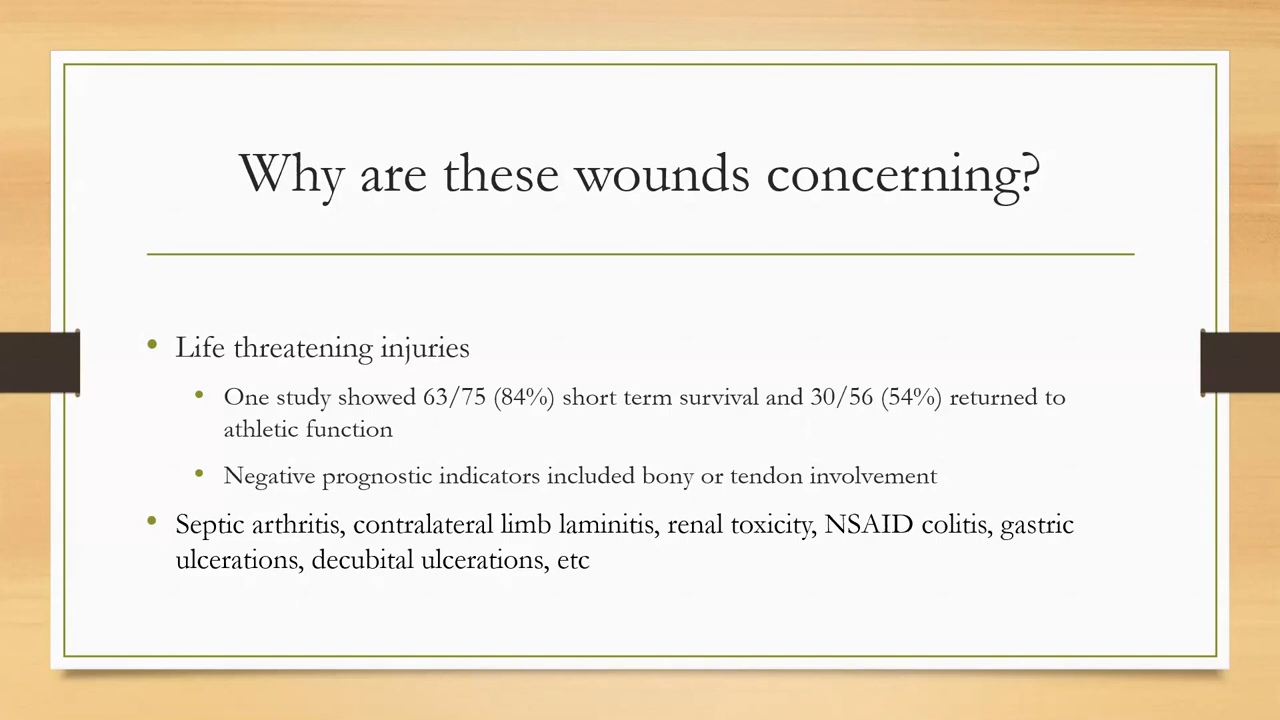 Why are these wounds concerning?
• Life threatening injuries
• One study showed 63/75 (84%) short term survival and 30/56 (54%) returned to
athletic function
• Negative prognostic indicators included bony or tendon involvement
• Septic arthritis, contralateral limb laminitis, renal toxicity, NSAID colitis, gastric
ulcerations, decubital ulcerations, etc